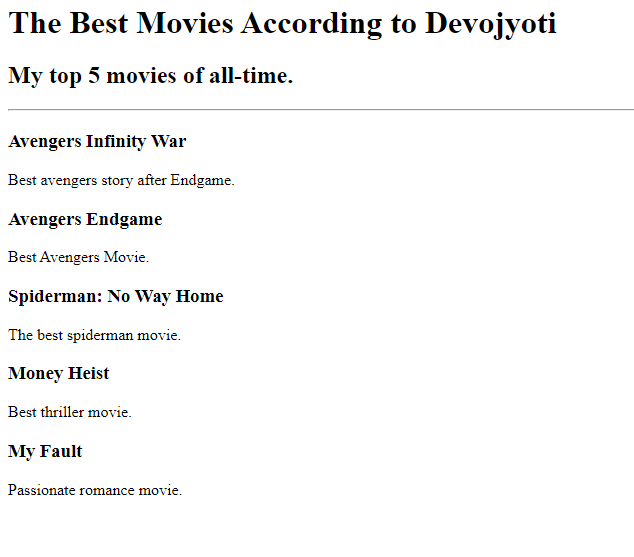 The Best Movies According to Devojyoti
My top 5 movies of all-time.
Avengers Infinity War
Best avengers story after Endgame.
Avengers Endgame
Best Avengers Movie.
Spiderman: No Way Home
The best spiderman movie.
Money Heist
Best thriller movie.
My Fault
Passionate romance movie.